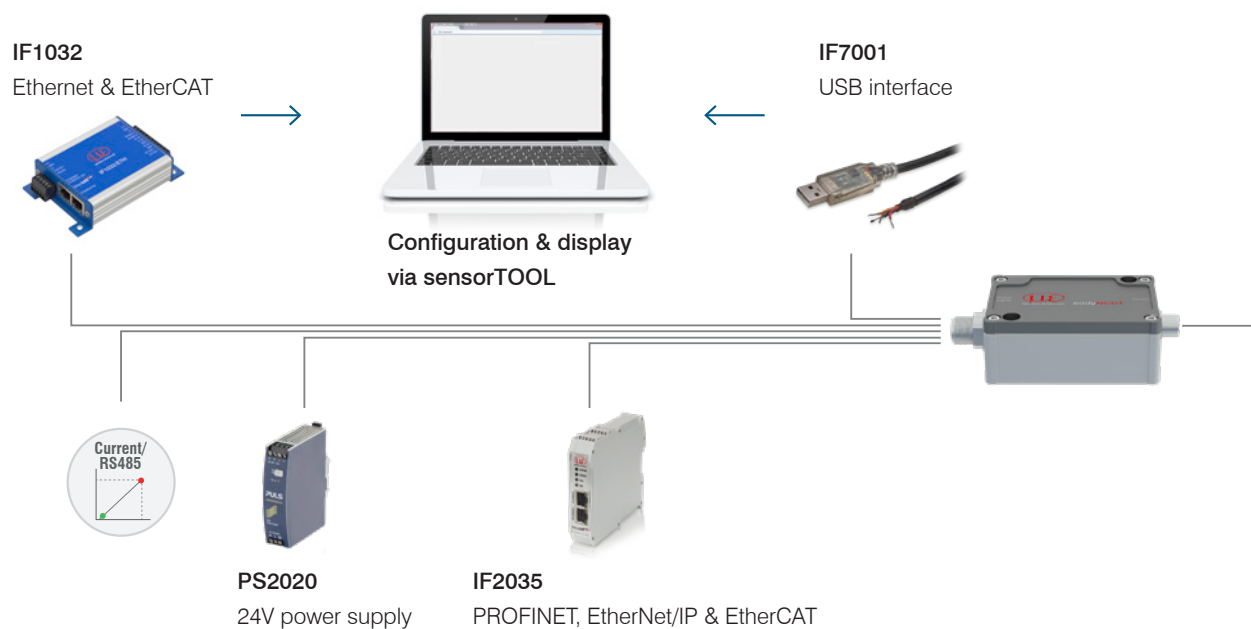 IF1032
Ethernet & EtherCAT
IF7001
USB interface
Configuration & display
via sensorTOOL
Current/
RS485
PULS
PS2020
24V power supply
IF2035
PROFINET, EtherNet/IP & EtherCAT